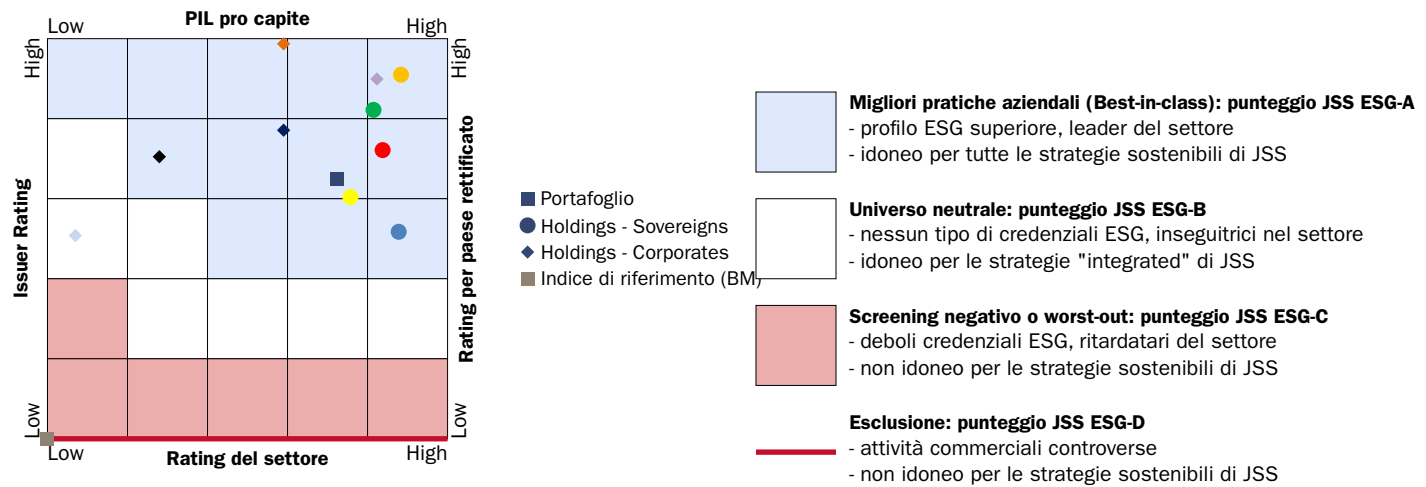 PIL pro capite
Low
High
High
High
Issuer Rating
Rating per paese rettificato
Low
Low
Low
High
Rating del settore
Portafoglio
Holdings - Sovereigns
Holdings - Corporates
Indice di riferimento (BM)
Migliori pratiche aziendali (Best-in-class): punteggio JSS ESG-A
- profilo ESG superiore, leader del settore
- idoneo per tutte le strategie sostenibili di JSS
Universo neutrale: punteggio JSS ESG-B
- nessun tipo di credenziali ESG, inseguitrici nel settore
- idoneo per le strategie "integrated" di JSS
Screening negativo o worst-out: punteggio JSS ESG-C
- deboli credenziali ESG, ritardatari del settore
- non idoneo per le strategie sostenibili di JSS
Esclusione: punteggio JSS ESG-D
- attività commerciali controverse
- non idoneo per le strategie sostenibili di JSS